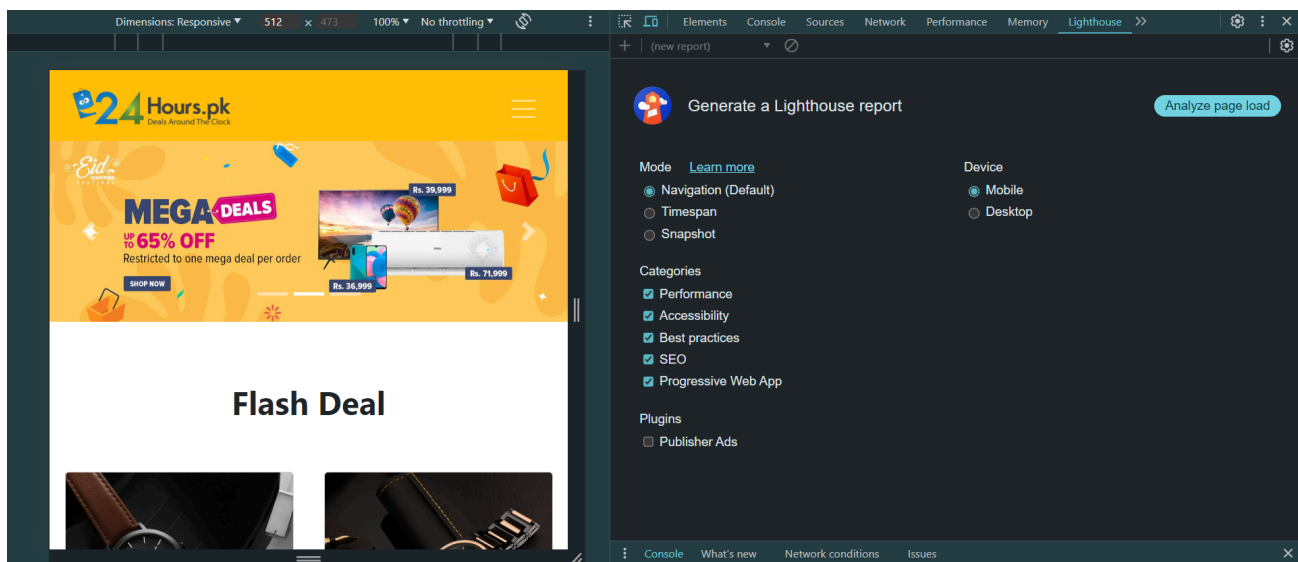 Dimensions: Responsive 512 x 473 100% No throttling
Elements Console Sources Network Performance Memory Lighthouse
(new report)
24 Hours.pk
Deals Around The Clock
Eid
FESTIVAL
MEGA DEALS
UP TO 65% OFF
Restricted to one mega deal per order
SHOP NOW
Rs. 39,999
Rs. 36,999
Rs. 71,999
Flash Deal
Generate a Lighthouse report
Analyze page load
Mode Learn more
Navigation (Default)
Timespan
Snapshot
Device
Mobile
Desktop
Categories
Performance
Accessibility
Best practices
SEO
Progressive Web App
Plugins
Publisher Ads
Console What's new Network conditions Issues